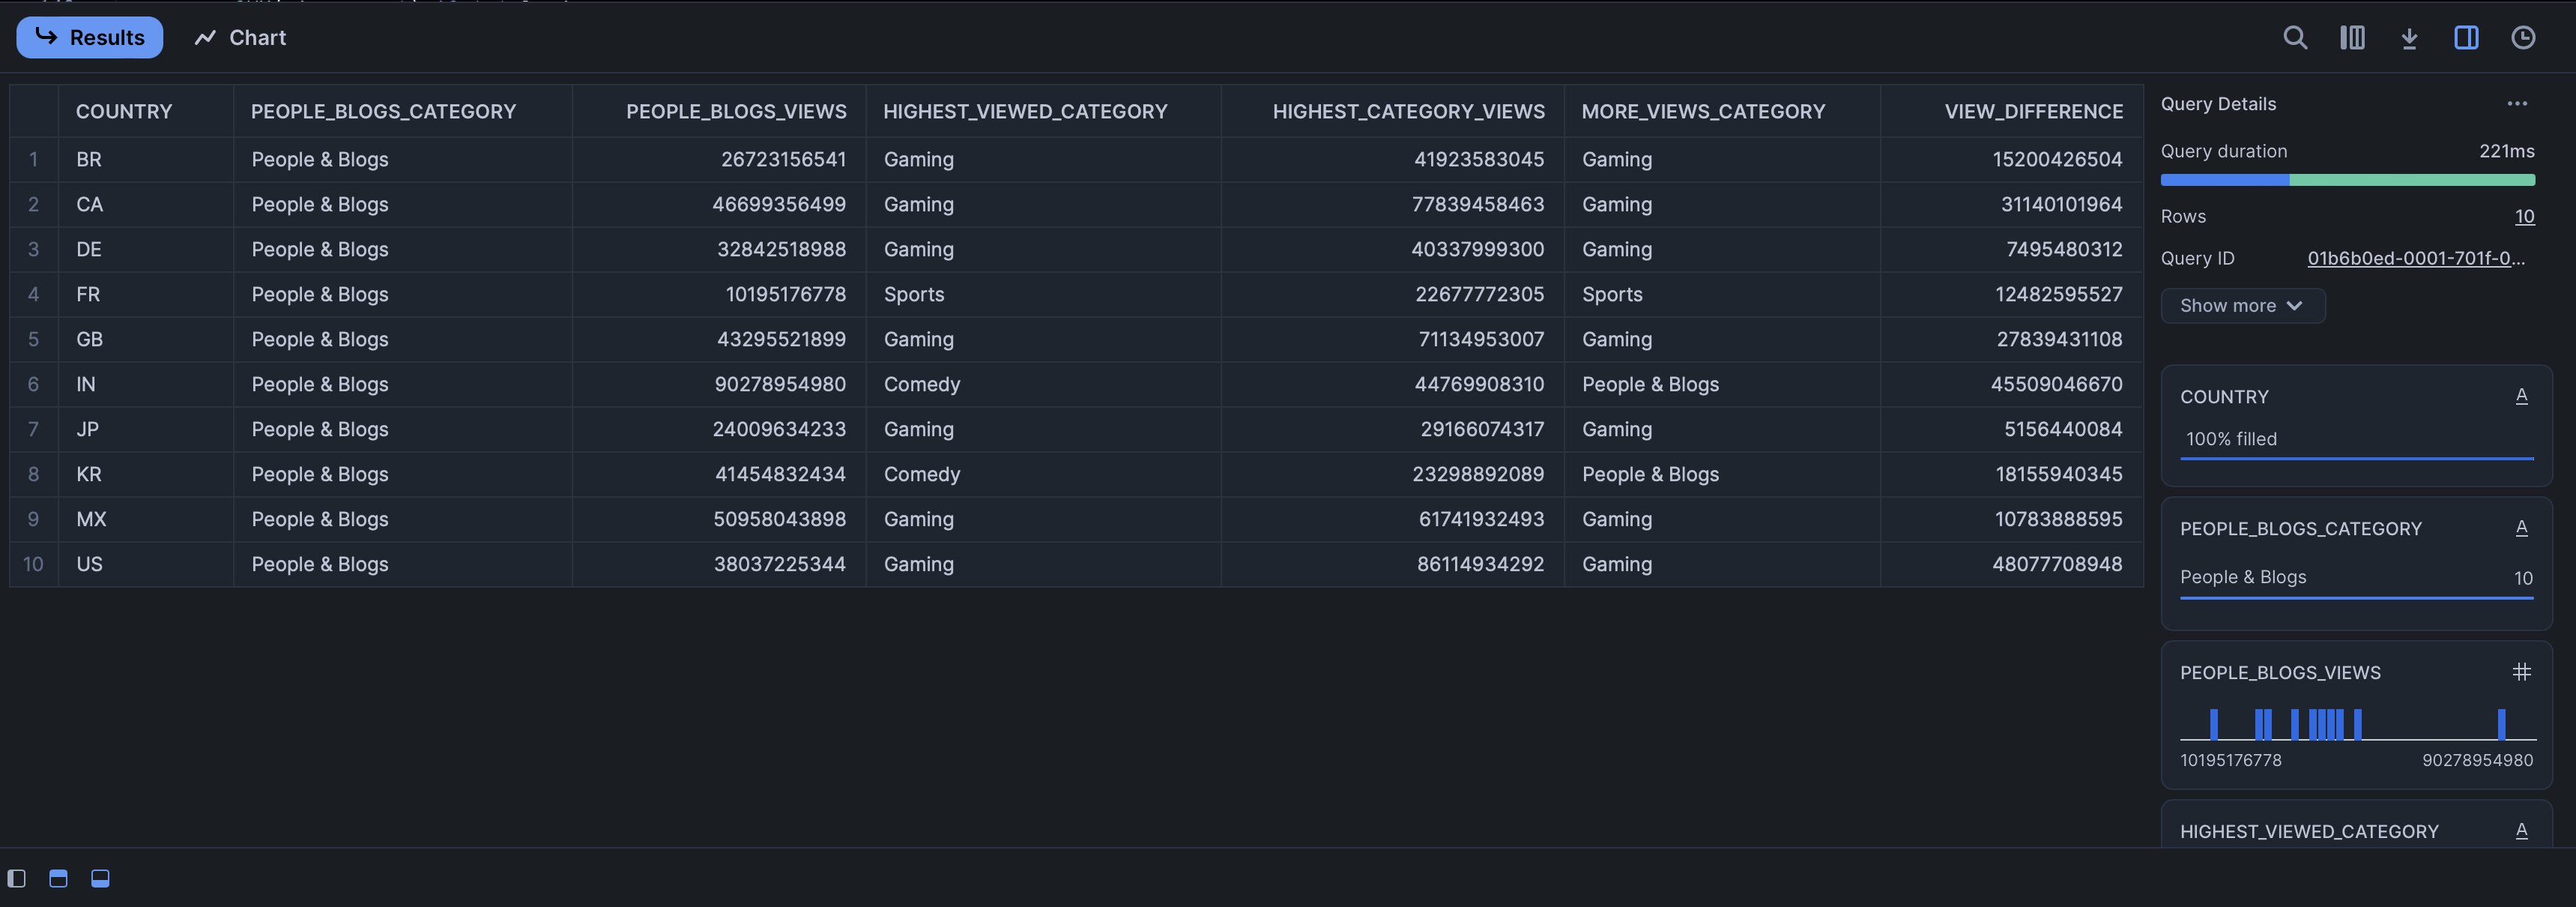 Results Chart
COUNTRY PEOPLE_BLOGS_CATEGORY PEOPLE_BLOGS_VIEWS HIGHEST_VIEWED_CATEGORY HIGHEST_CATEGORY_VIEWS MORE_VIEWS_CATEGORY VIEW_DIFFERENCE
1 BR People & Blogs 26723156541 Gaming 41923583045 Gaming 15200426504
2 CA People & Blogs 46699356499 Gaming 77839458463 Gaming 31140101964
3 DE People & Blogs 32842518988 Gaming 40337999300 Gaming 7495480312
4 FR People & Blogs 10195176778 Sports 22677772305 Sports 12482595527
5 GB People & Blogs 43295521899 Gaming 71134953007 Gaming 27839431108
6 IN People & Blogs 90278954980 Comedy 44769908310 People & Blogs 45509046670
7 JP People & Blogs 24009634233 Gaming 29166074317 Gaming 5156440084
8 KR People & Blogs 41454832434 Comedy 23298892089 People & Blogs 18155940345
9 MX People & Blogs 50958043898 Gaming 61741932493 Gaming 10783888595
10 US People & Blogs 38037225344 Gaming 86114934292 Gaming 48077708948
Query Details
Query duration 221ms
Rows 10
Query ID 01b6b0ed-0001-701f-0...
Show more
COUNTRY A
100% filled
PEOPLE_BLOGS_CATEGORY A
People & Blogs 10
PEOPLE_BLOGS_VIEWS #
10195176778 90278954980
HIGHEST_VIEWED_CATEGORY A